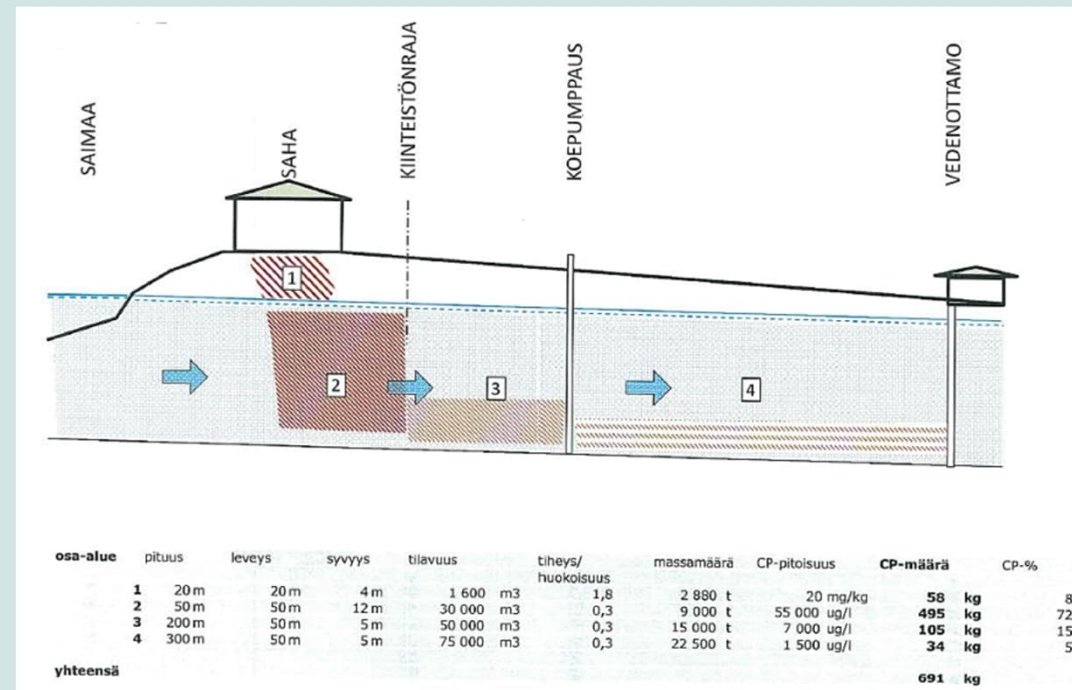 SAIMAA
SAHA
KIINTEISTÖNRAJA
KOEPUMPPAUS
VEDENOTTAMO
1
2
3
4
osa-alue pituus leveys syvyys tilavuus tiheys/ huokoisuus massamäärä CP-pitoisuus CP-määrä CP-%
1 20 m 20 m 4 m 1 600 m3 1,8 2 880 t 20 mg/kg 58 kg 8
2 50 m 50 m 12 m 30 000 m3 0,3 9 000 t 55 000 ug/l 495 kg 72
3 200 m 50 m 5 m 50 000 m3 0,3 15 000 t 7 000 ug/l 105 kg 15
4 300 m 50 m 5 m 75 000 m3 0,3 22 500 t 1 500 ug/l 34 kg 5
yhteensä 691 kg